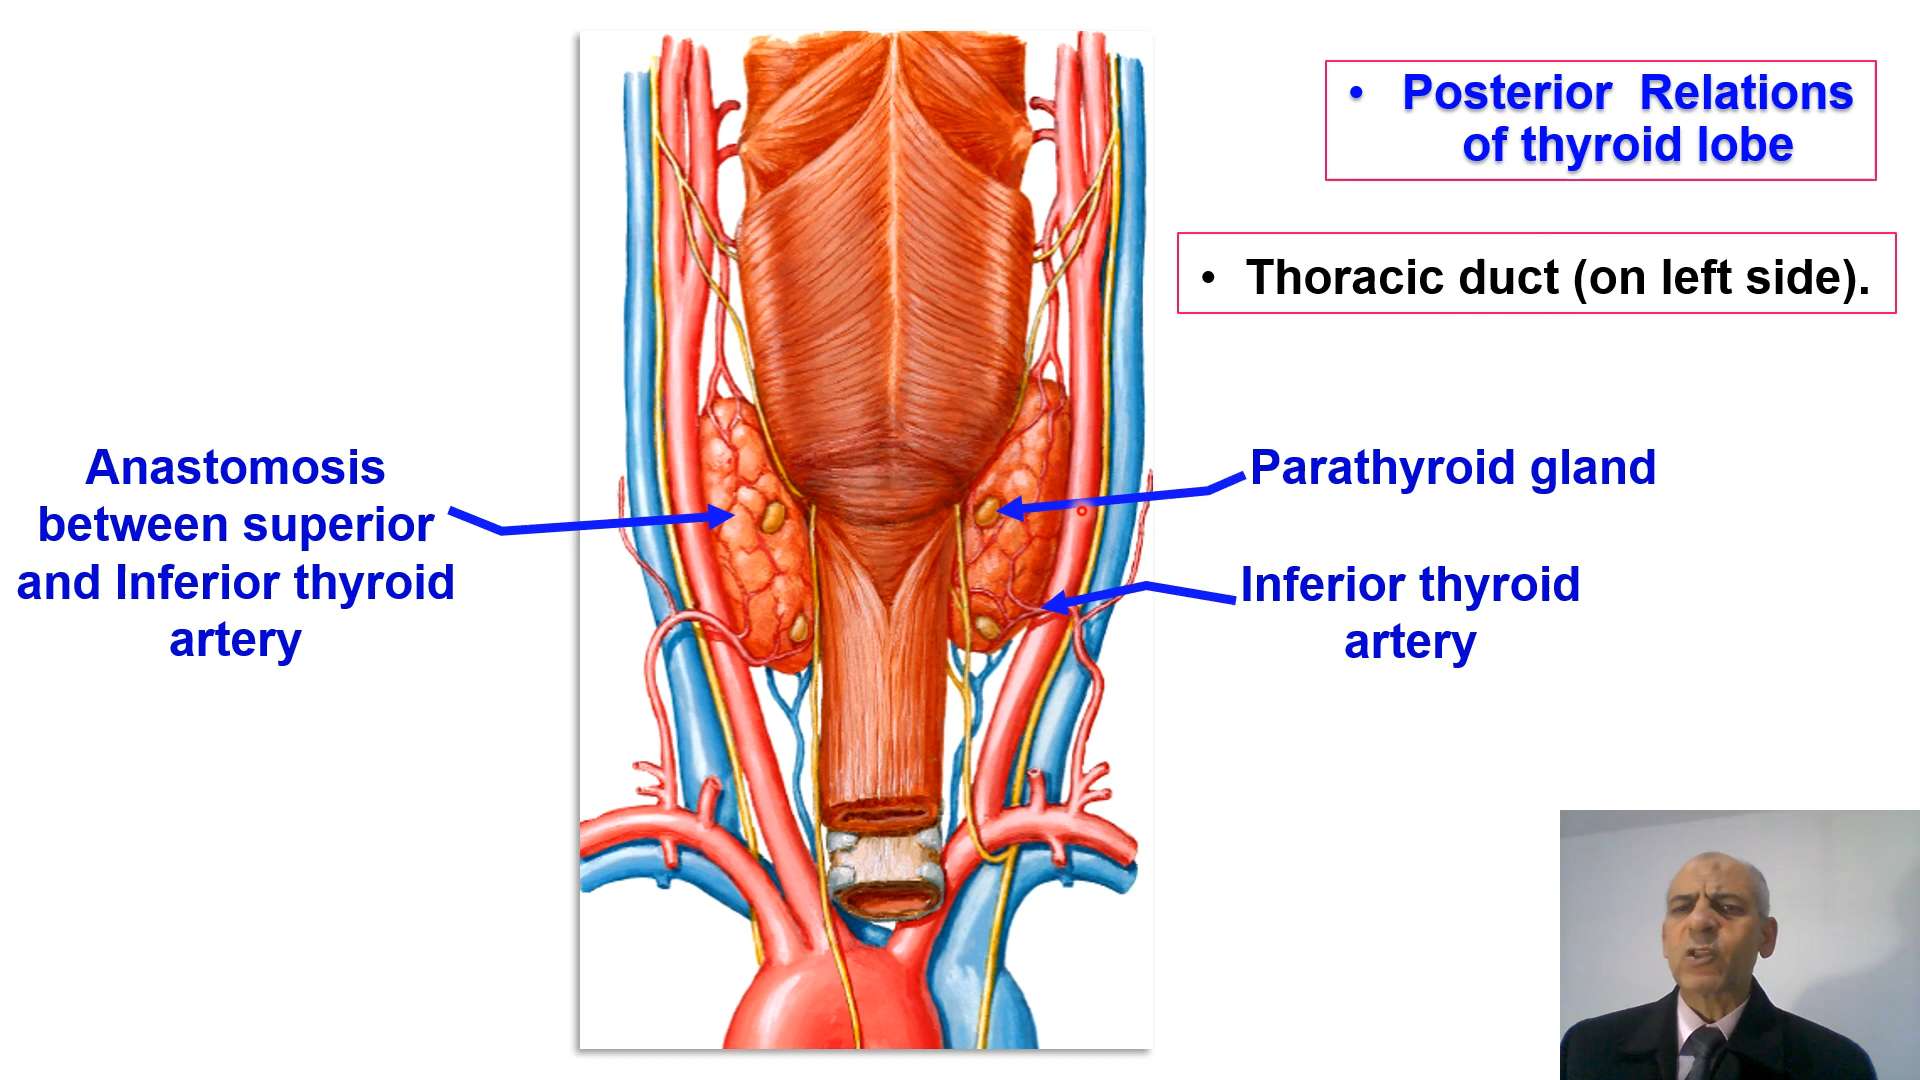 • Posterior Relations
of thyroid lobe
• Thoracic duct (on left side).
Anastomosis
between superior
and Inferior thyroid
artery
Parathyroid gland
Inferior thyroid
artery